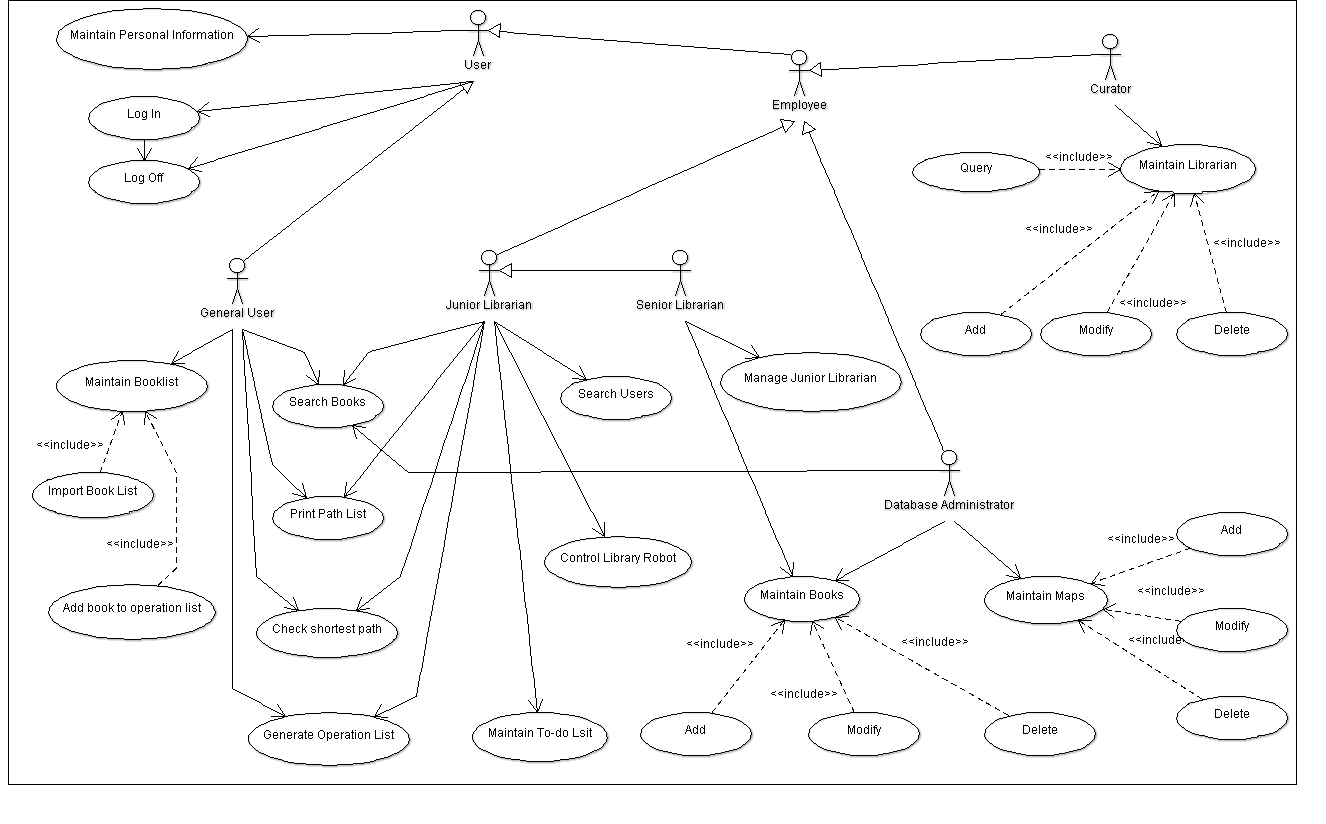 Maintain Personal Information
User
Employee
Curator
Log In
Log Off
Query
<<include>>
Maintain Librarian
<<include>>
<<include>>
<<include>>
Add
Modify
Delete
General User
Junior Librarian
Senior Librarian
Maintain Booklist
Search Books
Search Users
Manage Junior Librarian
<<include>>
Import Book List
Print Path List
Database Administrator
<<include>>
Control Library Robot
Add book to operation list
Check shortest path
Maintain Books
Maintain Maps
<<include>>
Add
<<include>>
Modify
<<include>>
Delete
<<include>>
<<include>>
<<include>>
Generate Operation List
Maintain To-do Lsit
Add
Modify
Delete